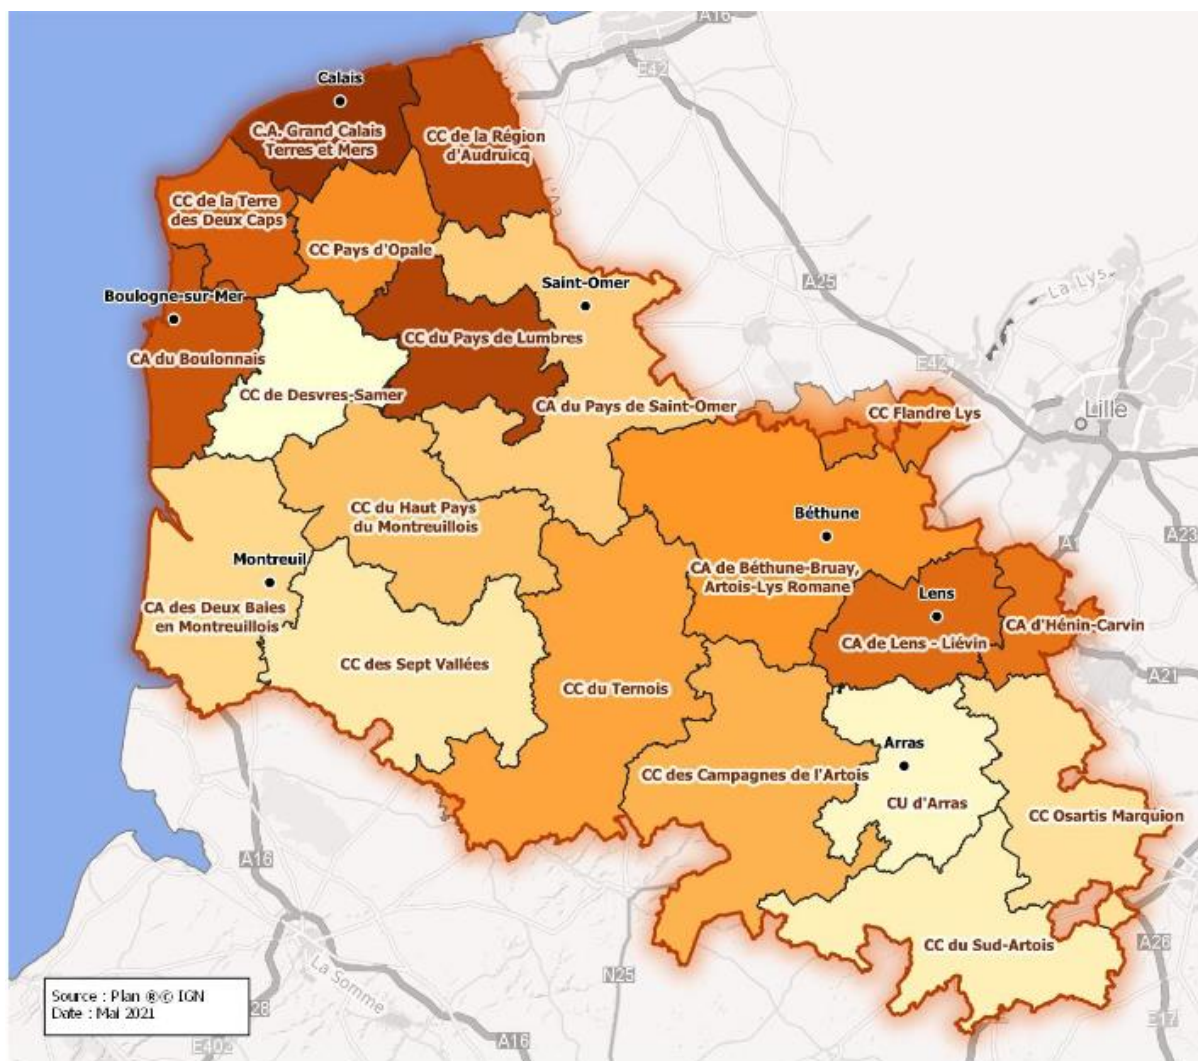 A16
E42
Calais
C.A. Grand Calais
Terres et Mers
CC de la Région
d'Audruicq
L'Aa
CC de la Terre
des Deux Caps
CC Pays d'Opale
Saint-Omer
A25
La Lys
Boulogne-sur-Mer
CA du Boulonnais
CC du Pays de Lumbres
E42
CC de Desvres-Samer
CA du Pays de Saint-Omer
CC Flandre Lys
Lille
CC du Haut Pays
du Montreuillois
Béthune
A23
A1
Montreuil
CA de Béthune-Bruay,
Artois-Lys Romane
Lens
CA des Deux Baies
en Montreuillois
CA d'Hénin-Carvin
CA de Lens - Liévin
CC des Sept Vallées
CC du Ternois
A21
Arras
CC des Campagnes de l'Artois
CU d'Arras
CC Osartis Marquion
A16
CC du Sud-Artois
A26
La Somme
N25
Source : Plan ®© IGN
Date : Mai 2021
A16
E402
E17